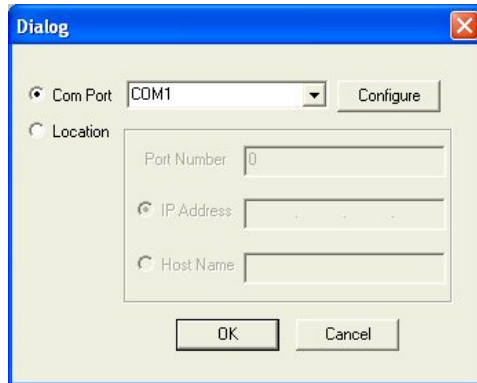 Dialog
Com Port COM1 Configure
Location
Port Number 0
IP Address . . .
Host Name
OK Cancel